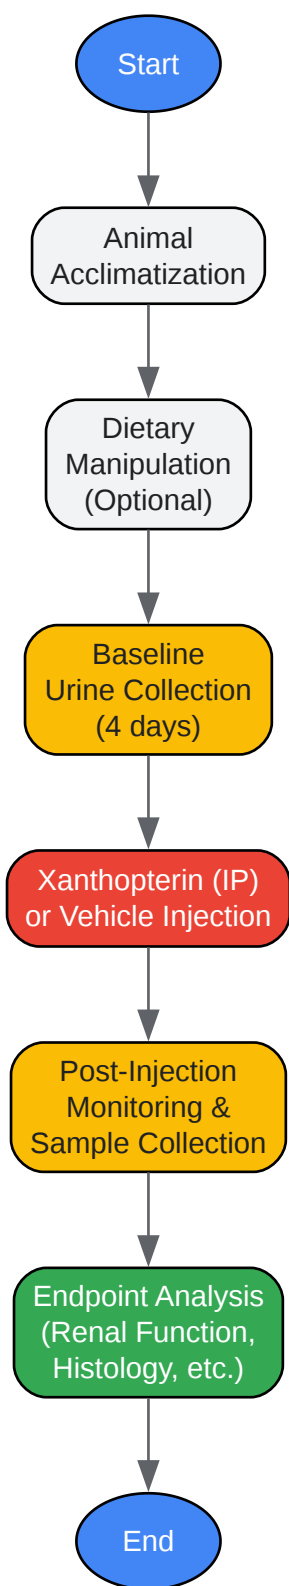 Start
Animal
Acclimatization
Dietary
Manipulation
(Optional)
Baseline
Urine Collection
(4 days)
Xanthopterin (IP)
or Vehicle Injection
Post-Injection
Monitoring &
Sample Collection
Endpoint Analysis
(Renal Function,
Histology, etc.)
End